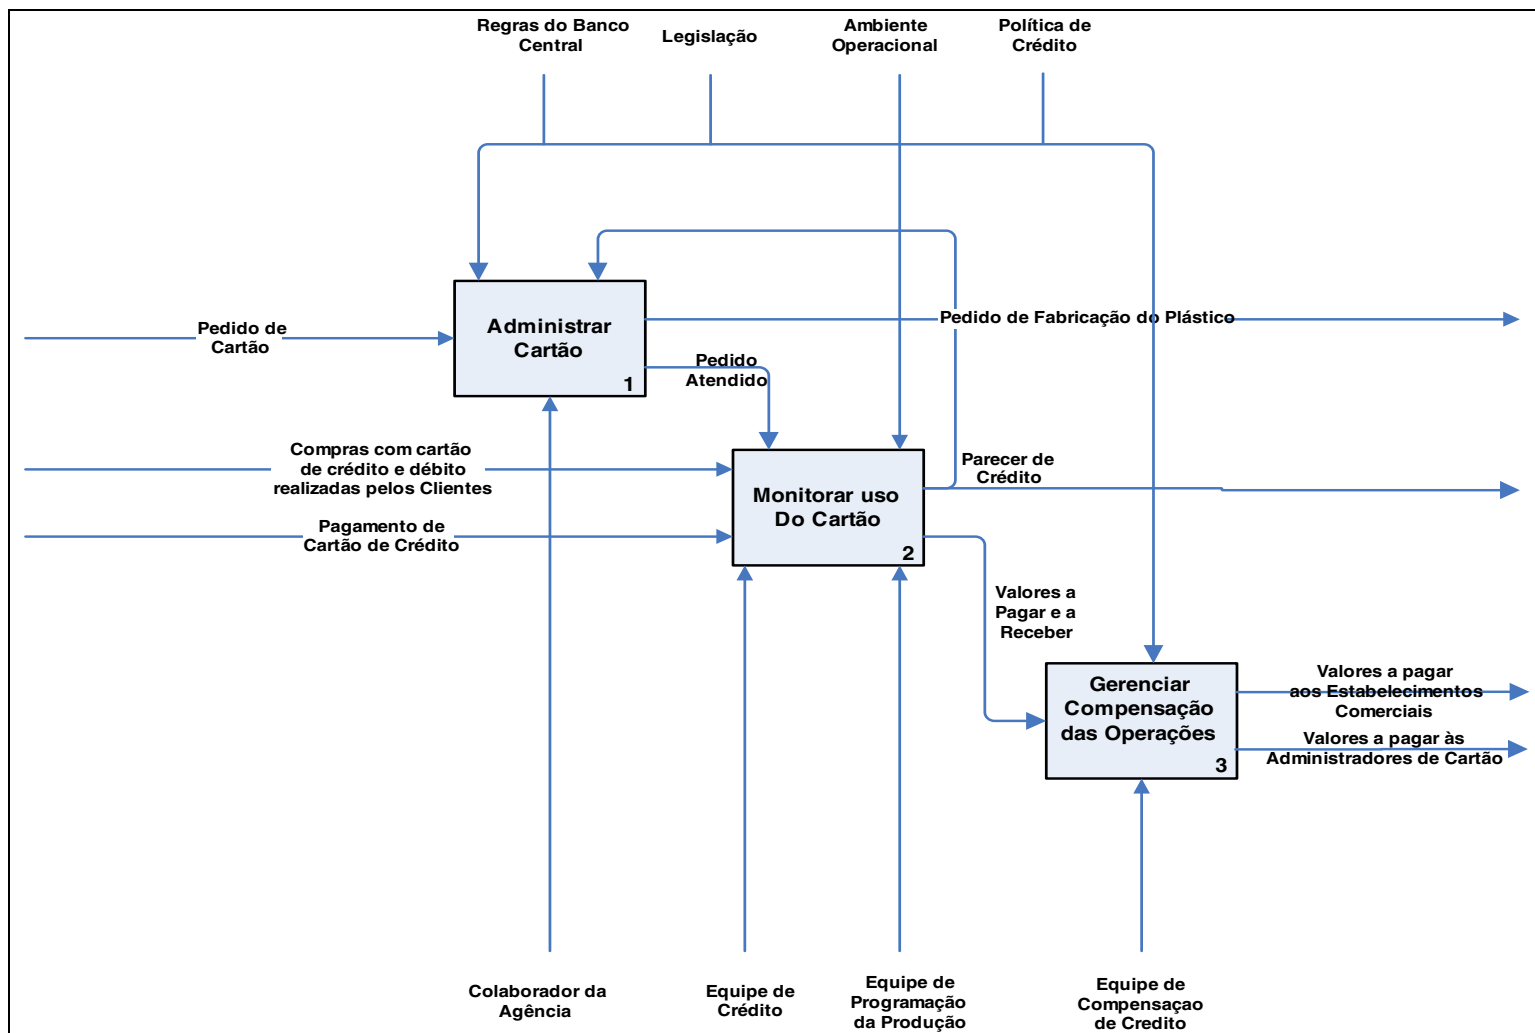 Regras do Banco
Central
Legislação
Ambiente
Operacional
Política de
Crédito
Administrar
Cartão
1
Pedido de
Cartão
Pedido de Fabricação do Plástico
Pedido
Atendido
Compras com cartão
de crédito e débito
realizadas pelos Clientes
Pagamento de
Cartão de Crédito
Monitorar uso
Do Cartão
2
Parecer de
Crédito
Valores a
Pagar e a
Receber
Gerenciar
Compensação
das Operações
3
Valores a pagar
aos Estabelecimentos
Comerciais
Valores a pagar às
Administradores de Cartão
Colaborador da
Agência
Equipe de
Crédito
Equipe de
Programação
da Produção
Equipe de
Compensaçao
de Credito